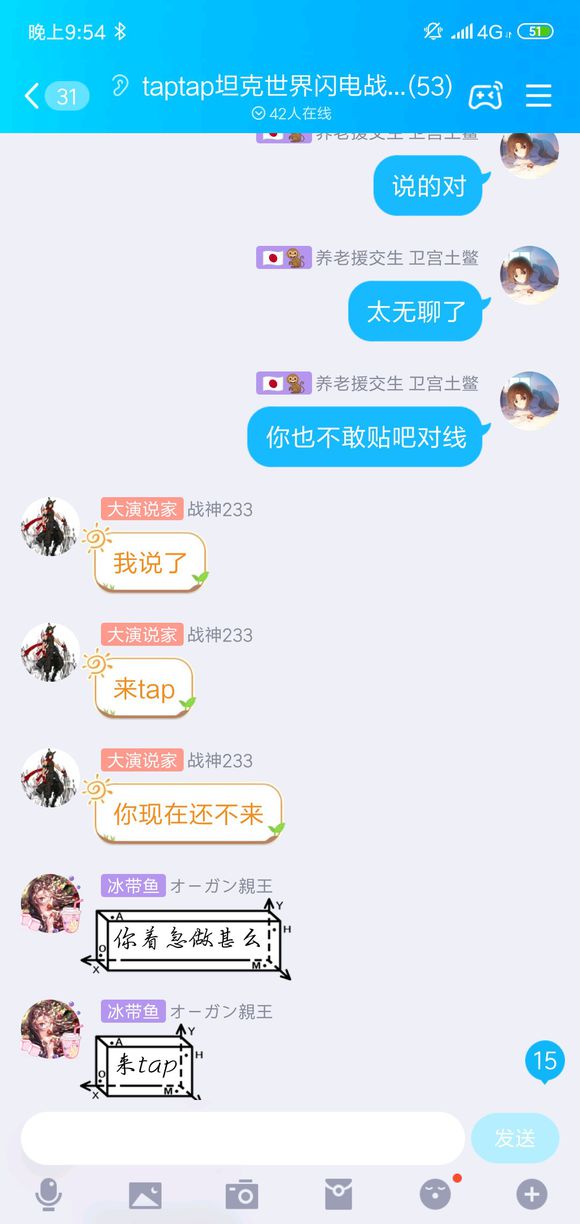 晚上9:54
4G
51
31
taptap坦克世界闪电战...(53)
42人在线
养老援交生 卫宫土鳖
说的对
养老援交生 卫宫土鳖
太无聊了
养老援交生 卫宫土鳖
你也不敢贴吧对线
大演说家 战神233
我说了
大演说家 战神233
来tap
大演说家 战神233
你现在还不来
冰带鱼 オーガン親王
A
Y
你着急做甚么
H
O
X
M
冰带鱼 オーガン親王
A
Y
来tap
H
O
X
M
15
发送